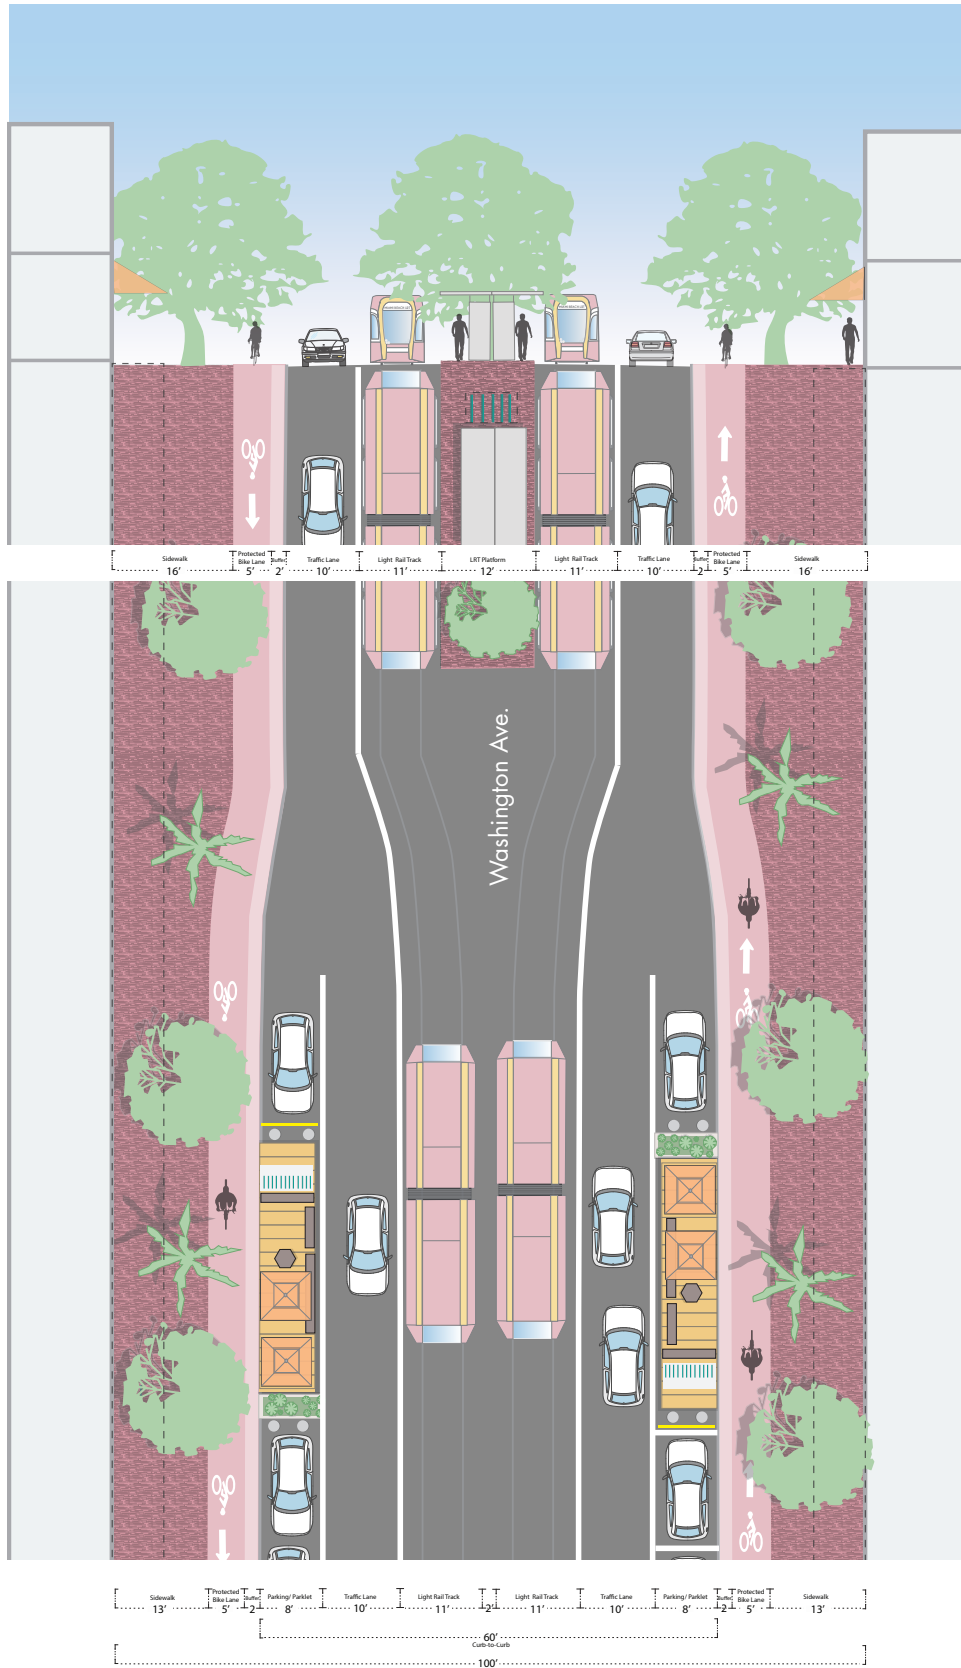 Sidewalk
16'
Protected
Bike Lane
5'
Buffer
2'
Traffic Lane
10'
Light Rail Track
11'
LRT Platform
12'
Light Rail Track
11'
Traffic Lane
10'
Buffer
2
Protected
Bike Lane
5'
Sidewalk
16'
Washington Ave.
Sidewalk
13'
Protected
Bike Lane
5'
Buffer
2
Parking/ Parklet
8'
Traffic Lane
10'
Light Rail Track
11'
2'
Light Rail Track
11'
Traffic Lane
10'
Parking/ Parklet
8'
Buffer
2
Protected
Bike Lane
5'
Sidewalk
13'
60'
Curb-to-Curb
100'